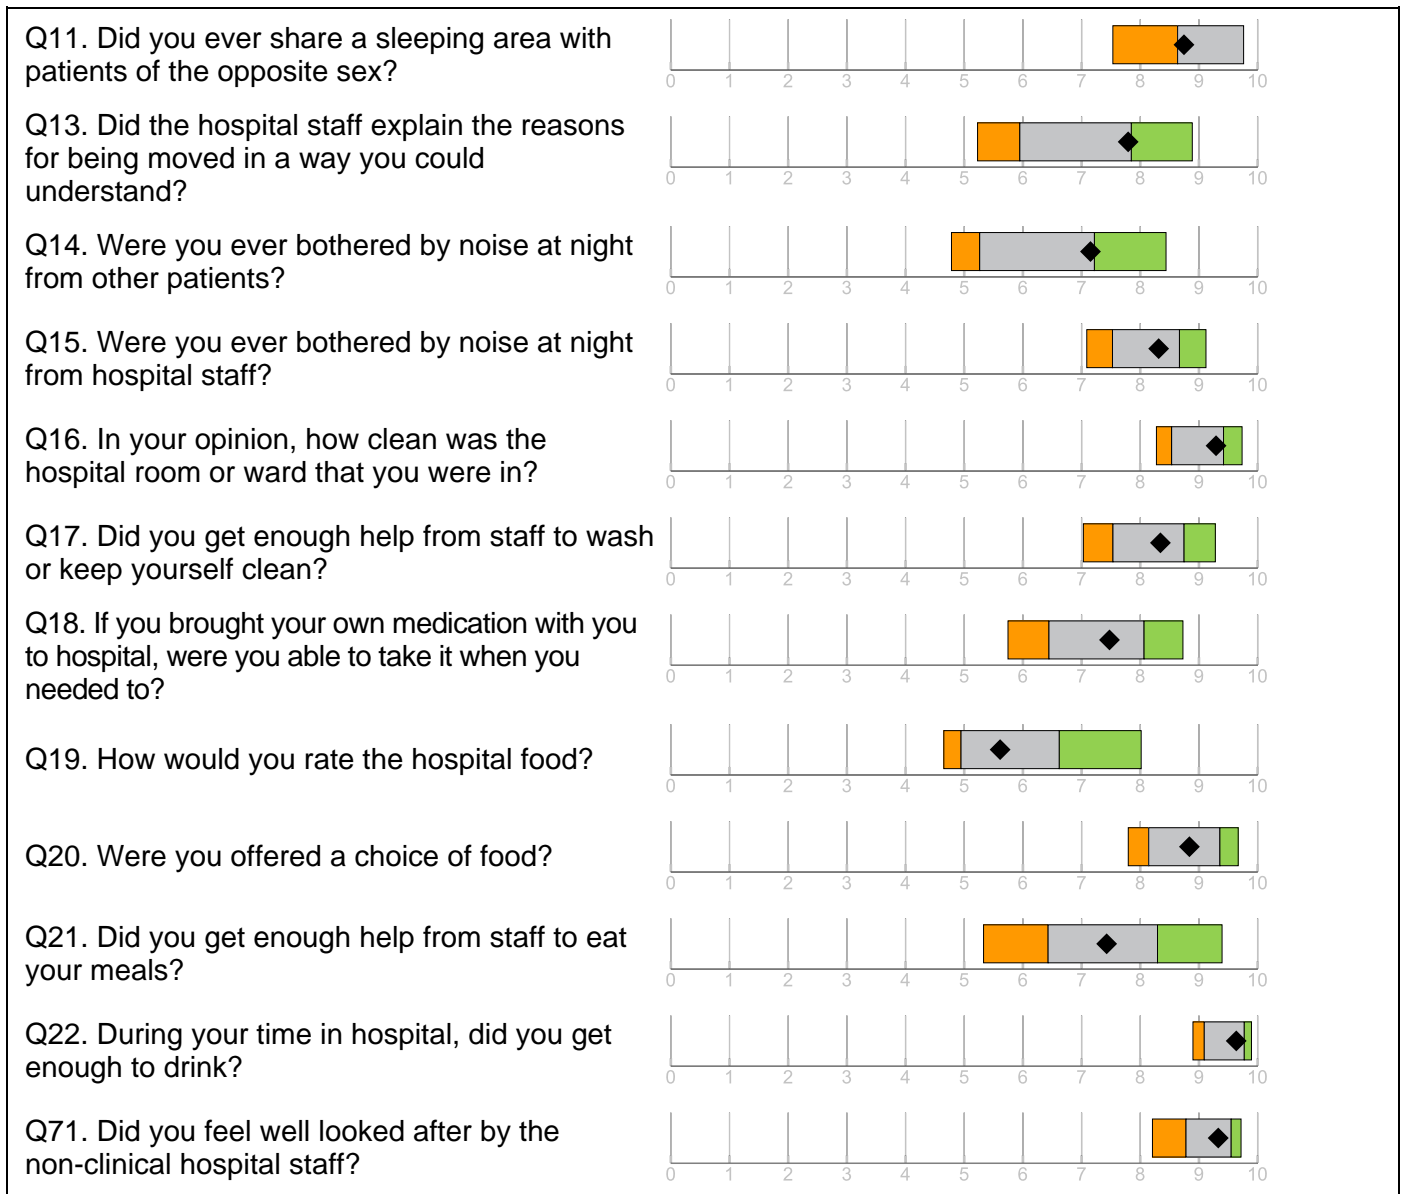 Q11. Did you ever share a sleeping area with
patients of the opposite sex?
0 1 2 3 4 5 6 7 8 9 10
Q13. Did the hospital staff explain the reasons
for being moved in a way you could
understand?
0 1 2 3 4 5 6 7 8 9 10
Q14. Were you ever bothered by noise at night
from other patients?
0 1 2 3 4 5 6 7 8 9 10
Q15. Were you ever bothered by noise at night
from hospital staff?
0 1 2 3 4 5 6 7 8 9 10
Q16. In your opinion, how clean was the
hospital room or ward that you were in?
0 1 2 3 4 5 6 7 8 9 10
Q17. Did you get enough help from staff to wash
or keep yourself clean?
0 1 2 3 4 5 6 7 8 9 10
Q18. If you brought your own medication with you
to hospital, were you able to take it when you
needed to?
0 1 2 3 4 5 6 7 8 9 10
Q19. How would you rate the hospital food?
0 1 2 3 4 5 6 7 8 9 10
Q20. Were you offered a choice of food?
0 1 2 3 4 5 6 7 8 9 10
Q21. Did you get enough help from staff to eat
your meals?
0 1 2 3 4 5 6 7 8 9 10
Q22. During your time in hospital, did you get
enough to drink?
0 1 2 3 4 5 6 7 8 9 10
Q71. Did you feel well looked after by the
non-clinical hospital staff?
0 1 2 3 4 5 6 7 8 9 10